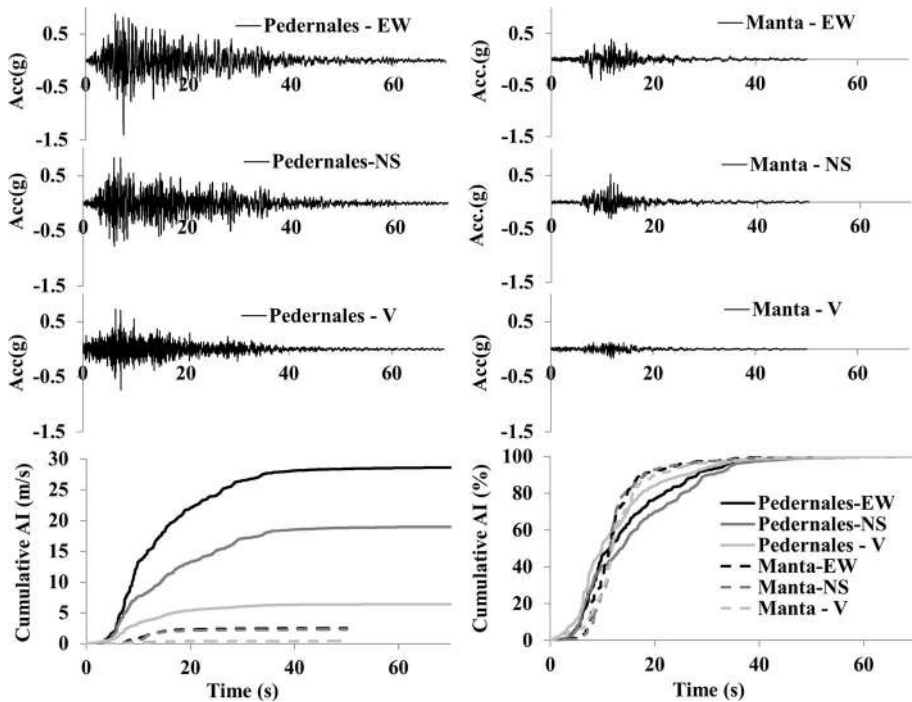 Pedernales - EW
Acc(g)
0.5
-0.5
-1.5
0 20 40 60
Manta - EW
Acc.(g)
0.5
-0.5
-1.5
0 20 40 60
Pedernales-NS
Acc(g)
0.5
-0.5
-1.5
0 20 40 60
Manta - NS
Acc.(g)
0.5
-0.5
-1.5
0 20 40 60
Pedernales - V
Acc(g)
0.5
-0.5
-1.5
0 20 40 60
Manta - V
Acc(g)
0.5
-0.5
-1.5
0 20 40 60
Cumulative AI (m/s)
30
25
20
15
10
5
0
0 20 40 60
Time (s)
Cumulative AI (%)
100
80
60
40
20
0
Pedernales-EW
Pedernales-NS
Pedernales - V
Manta-EW
Manta-NS
Manta - V
0 20 40 60
Time (s)